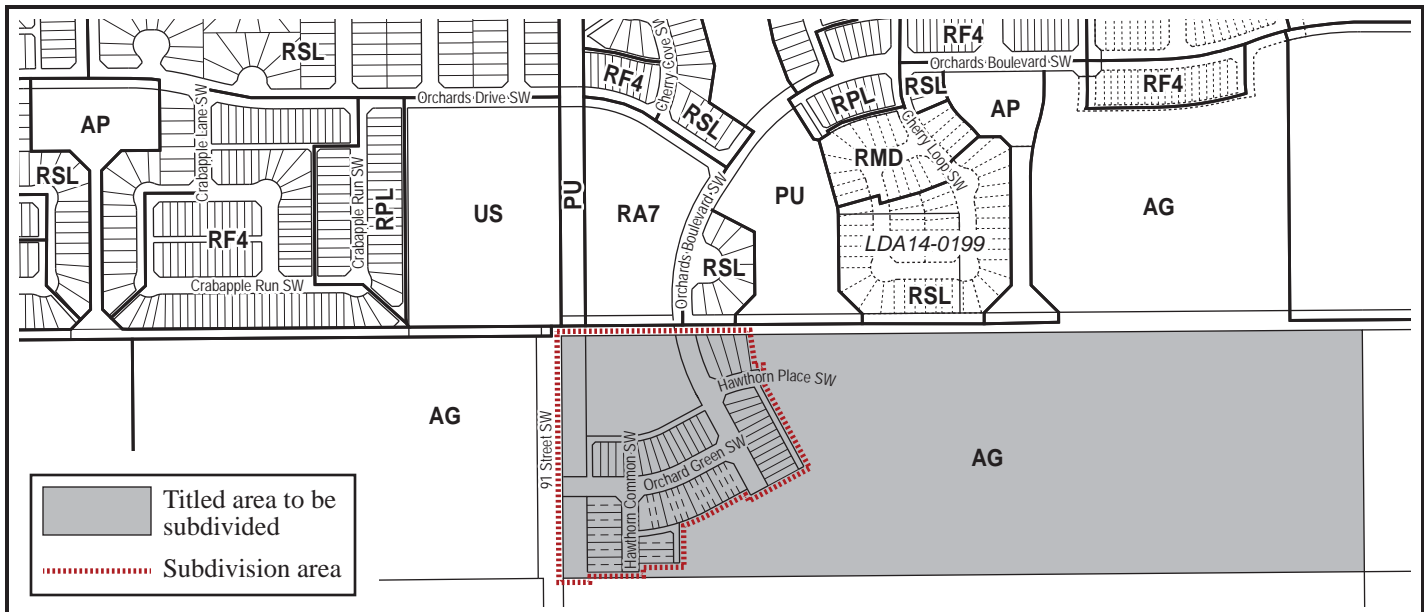 RSL
RF4
Orchards Boulevard SW
RF4
RSL
RF4
Cherry Cove SW
RSL
RPL
Orchards Drive SW
AP
Crabapple Lane SW
AP
Cherry Loop SW
RMD
RSL
Crabapple Run SW
RPL
US
PU
RA7
Orchards Boulevard SW
PU
AG
RF4
LDA14-0199
RSL
Crabapple Run SW
RSL
Hawthorn Place SW
AG
91 Street SW
Hawthorn Common SW
Orchard Green SW
AG
Titled area to be
subdivided
Subdivision area